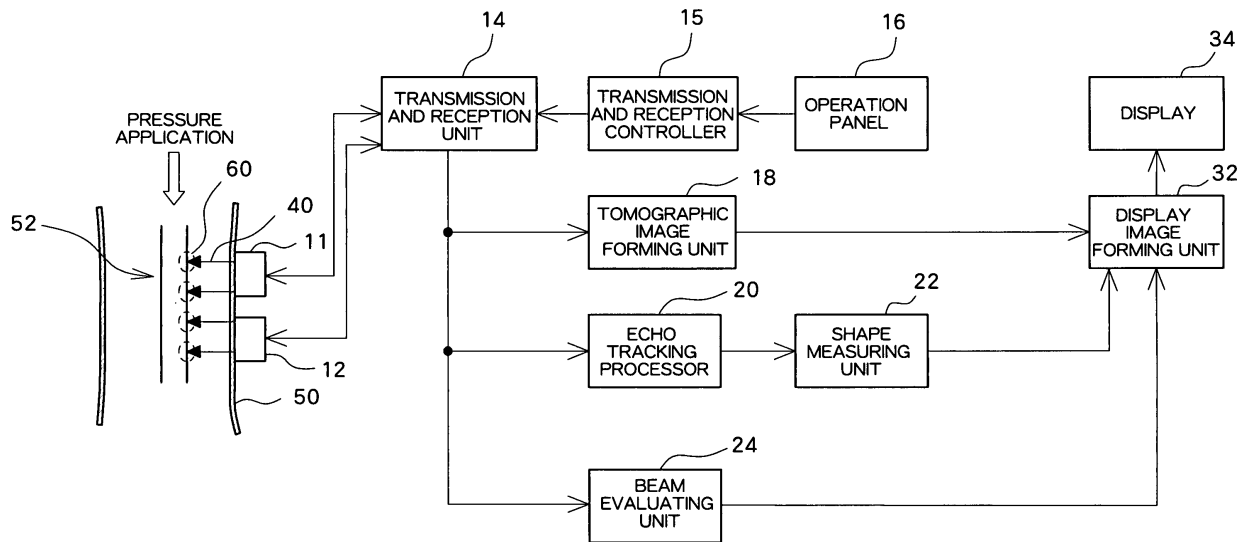 14
15
16
34
TRANSMISSION
AND RECEPTION
UNIT
TRANSMISSION
AND RECEPTION
CONTROLLER
OPERATION
PANEL
DISPLAY
PRESSURE
APPLICATION
60
40
11
52
12
50
18
TOMOGRAPHIC
IMAGE
FORMING UNIT
32
DISPLAY
IMAGE
FORMING UNIT
20
ECHO
TRACKING
PROCESSOR
22
SHAPE
MEASURING
UNIT
24
BEAM
EVALUATING
UNIT